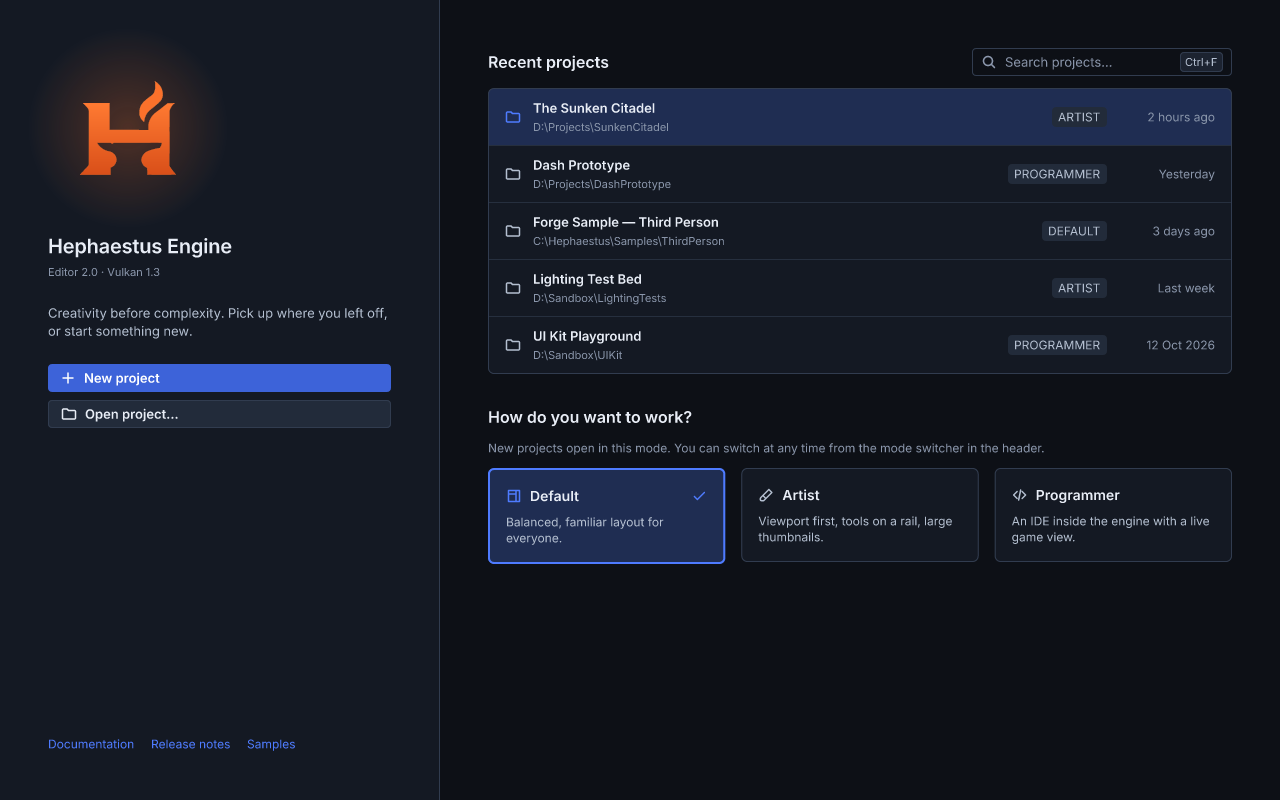 Hephaestus Engine
Editor 2.0 · Vulkan 1.3
Creativity before complexity. Pick up where you left off,
or start something new.
New project
Open project...
Documentation Release notes Samples
Recent projects
Search projects... Ctrl+F
The Sunken Citadel
D:\Projects\SunkenCitadel
ARTIST
2 hours ago
Dash Prototype
D:\Projects\DashPrototype
PROGRAMMER
Yesterday
Forge Sample — Third Person
C:\Hephaestus\Samples\ThirdPerson
DEFAULT
3 days ago
Lighting Test Bed
D:\Sandbox\LightingTests
ARTIST
Last week
UI Kit Playground
D:\Sandbox\UIKit
PROGRAMMER
12 Oct 2026
How do you want to work?
New projects open in this mode. You can switch at any time from the mode switcher in the header.
Default
Balanced, familiar layout for
everyone.
Artist
Viewport first, tools on a rail, large
thumbnails.
Programmer
An IDE inside the engine with a live
game view.